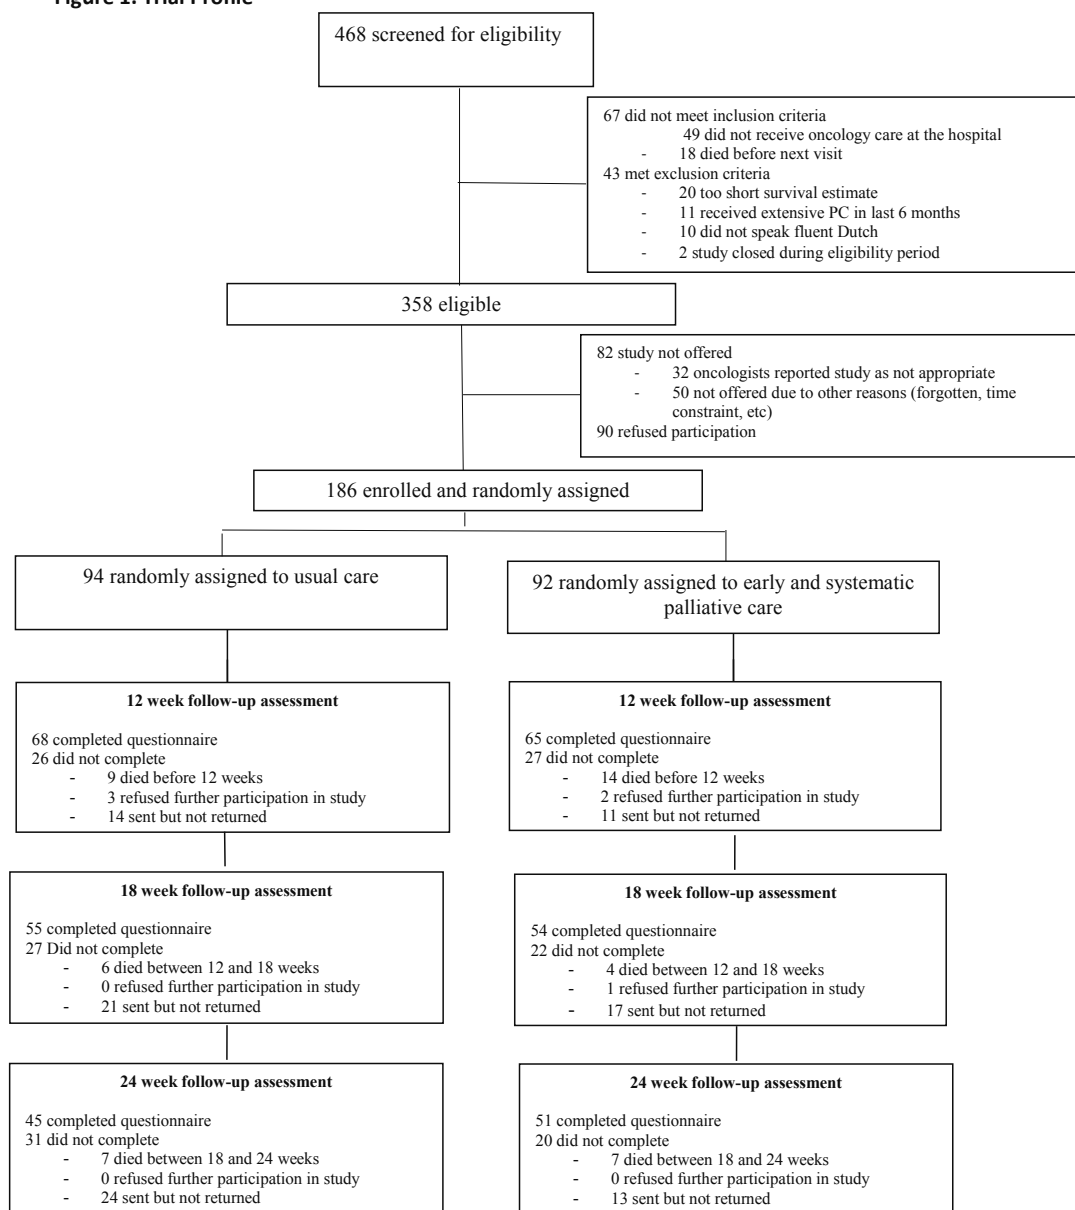 Figure 1: Trial Profile
468 screened for eligibility
67 did not meet inclusion criteria
49 did not receive oncology care at the hospital
- 18 died before next visit
43 met exclusion criteria
- 20 too short survival estimate
- 11 received extensive PC in last 6 months
- 10 did not speak fluent Dutch
- 2 study closed during eligibility period
358 eligible
82 study not offered
- 32 oncologists reported study as not appropriate
- 50 not offered due to other reasons (forgotten, time
constraint, etc)
90 refused participation
186 enrolled and randomly assigned
94 randomly assigned to usual care
92 randomly assigned to early and systematic
palliative care
12 week follow-up assessment
68 completed questionnaire
26 did not complete
- 9 died before 12 weeks
- 3 refused further participation in study
- 14 sent but not returned
12 week follow-up assessment
65 completed questionnaire
27 did not complete
- 14 died before 12 weeks
- 2 refused further participation in study
- 11 sent but not returned
18 week follow-up assessment
55 completed questionnaire
27 Did not complete
- 6 died between 12 and 18 weeks
- 0 refused further participation in study
- 21 sent but not returned
18 week follow-up assessment
54 completed questionnaire
22 did not complete
- 4 died between 12 and 18 weeks
- 1 refused further participation in study
- 17 sent but not returned
24 week follow-up assessment
45 completed questionnaire
31 did not complete
- 7 died between 18 and 24 weeks
- 0 refused further participation in study
- 24 sent but not returned
24 week follow-up assessment
51 completed questionnaire
20 did not complete
- 7 died between 18 and 24 weeks
- 0 refused further participation in study
- 13 sent but not returned